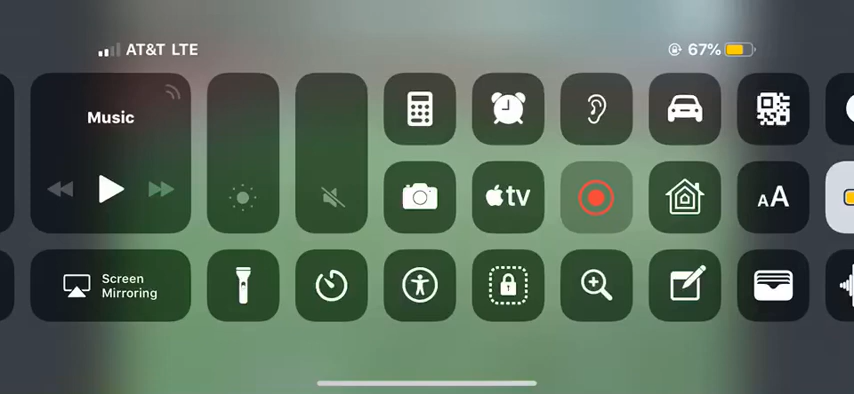 AT&T LTE
67%
Music
tv
AA
Screen
Mirroring